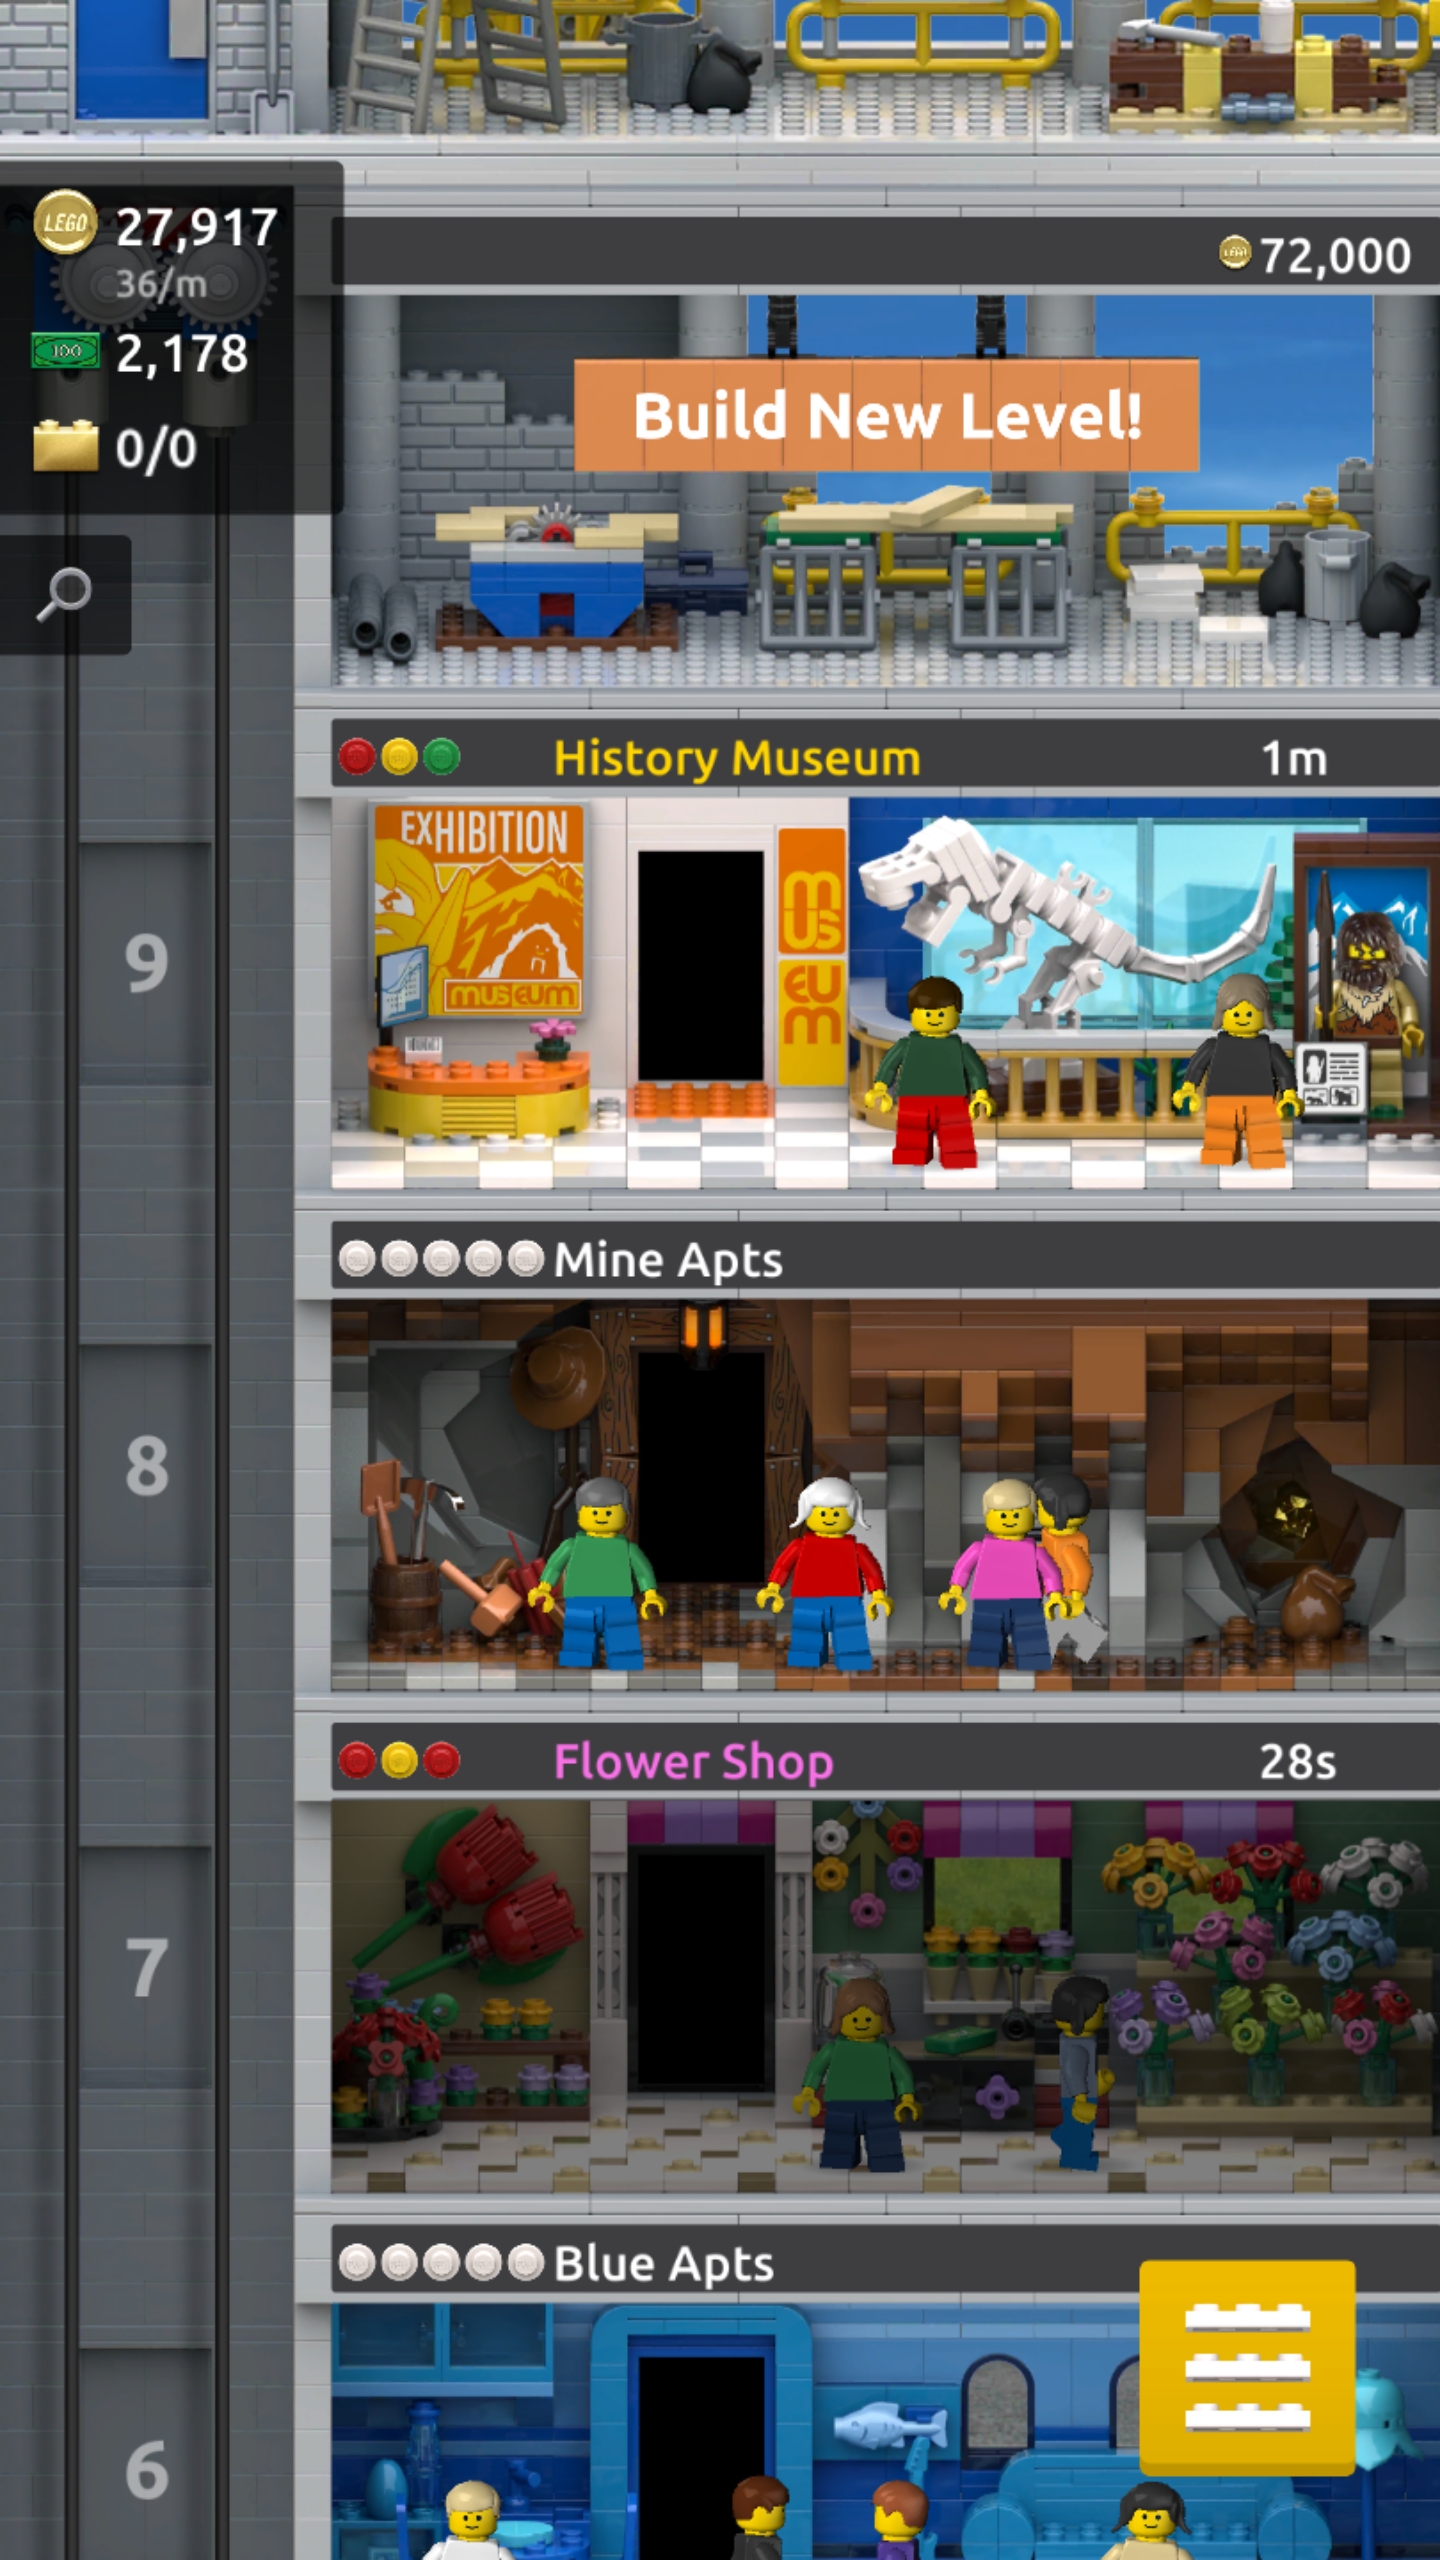 LEGO 27,917
36/m
100 2,178
0/0
72,000
Build New Level!
History Museum 1m
EXHIBITION
MUSEUM
MUS
EUM
9
Mine Apts
8
Flower Shop 28s
7
Blue Apts
6